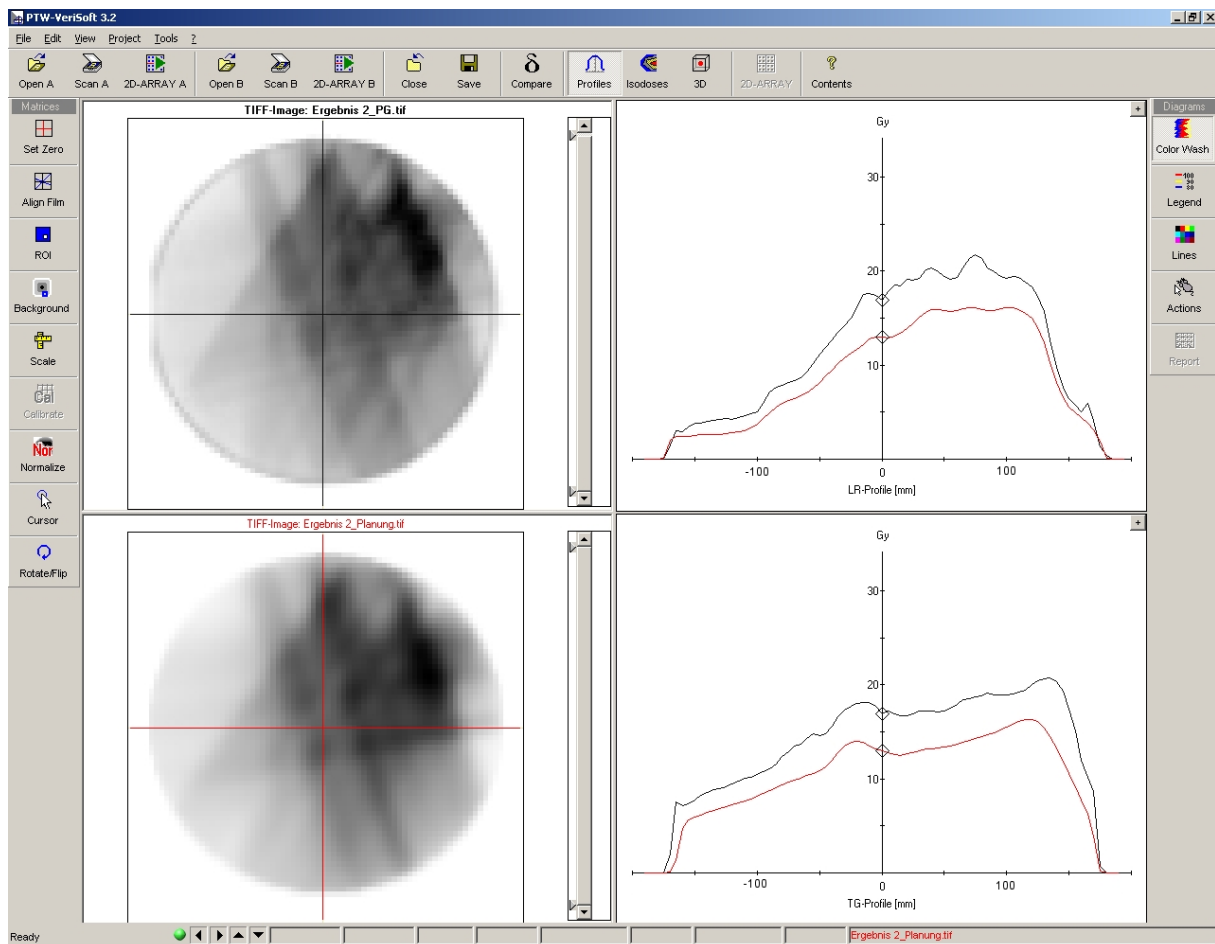 PTW-VeriSoft 3.2
File Edit View Project Tools ?
Open A Scan A 2D-ARRAY A Open B Scan B 2D-ARRAY B Close Save Compare Profiles Isodoses 3D 2D-ARRAY Contents
Matrices
Set Zero
Align Film
ROI
Background
Scale
Cal
Calibrate
Nor
Normalize
Cursor
Rotate/Flip
TIFF-Image: Ergebnis 2_PG.tif
TIFF-Image: Ergebnis 2_Planung.tif
+
Gy
30
20
10
-100 0 100
LR-Profile [mm]
+
Gy
30
20
10
-100 0 100
TG-Profile [mm]
Diagrams
Color Wash
Legend
Lines
Actions
Report
Ready
Ergebnis 2_Planung.tif